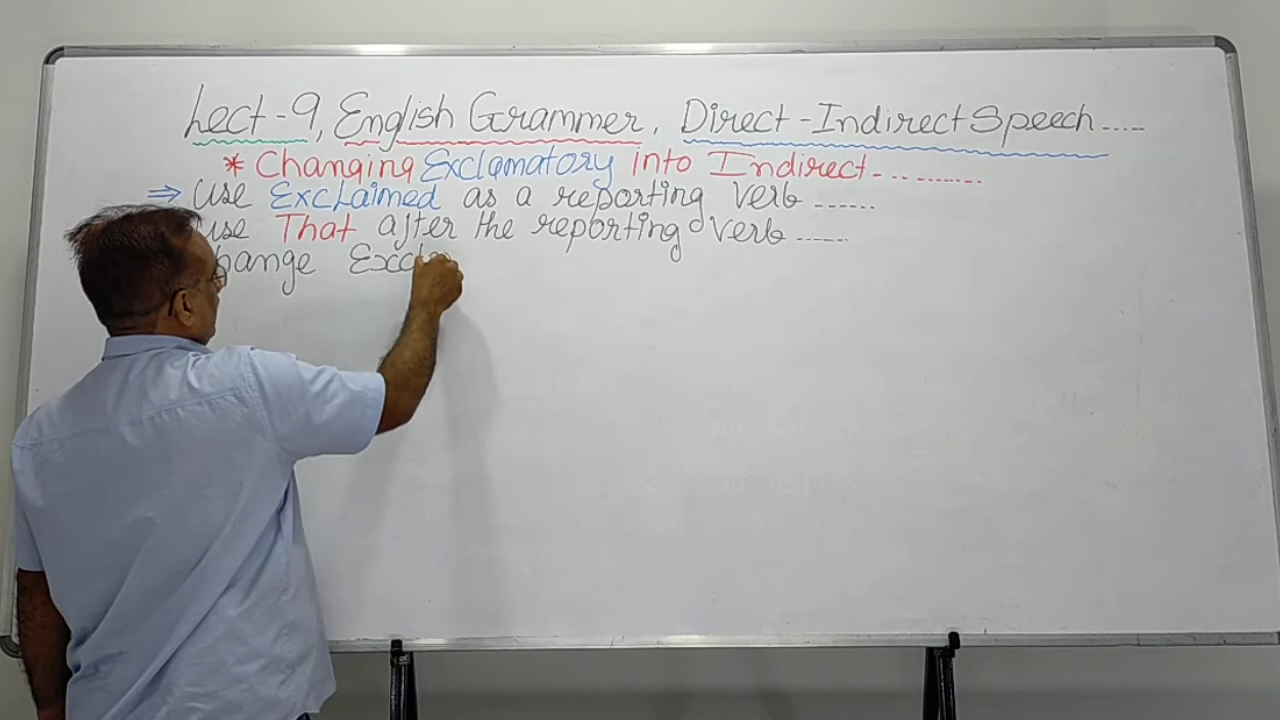 Lect-9, English Grammer, Direct-Indirect Speech.....
* Changing Exclamatory into Indirect...........
⇒ Use Exclaimed as a reporting verb ......
use That after the reporting verb ......